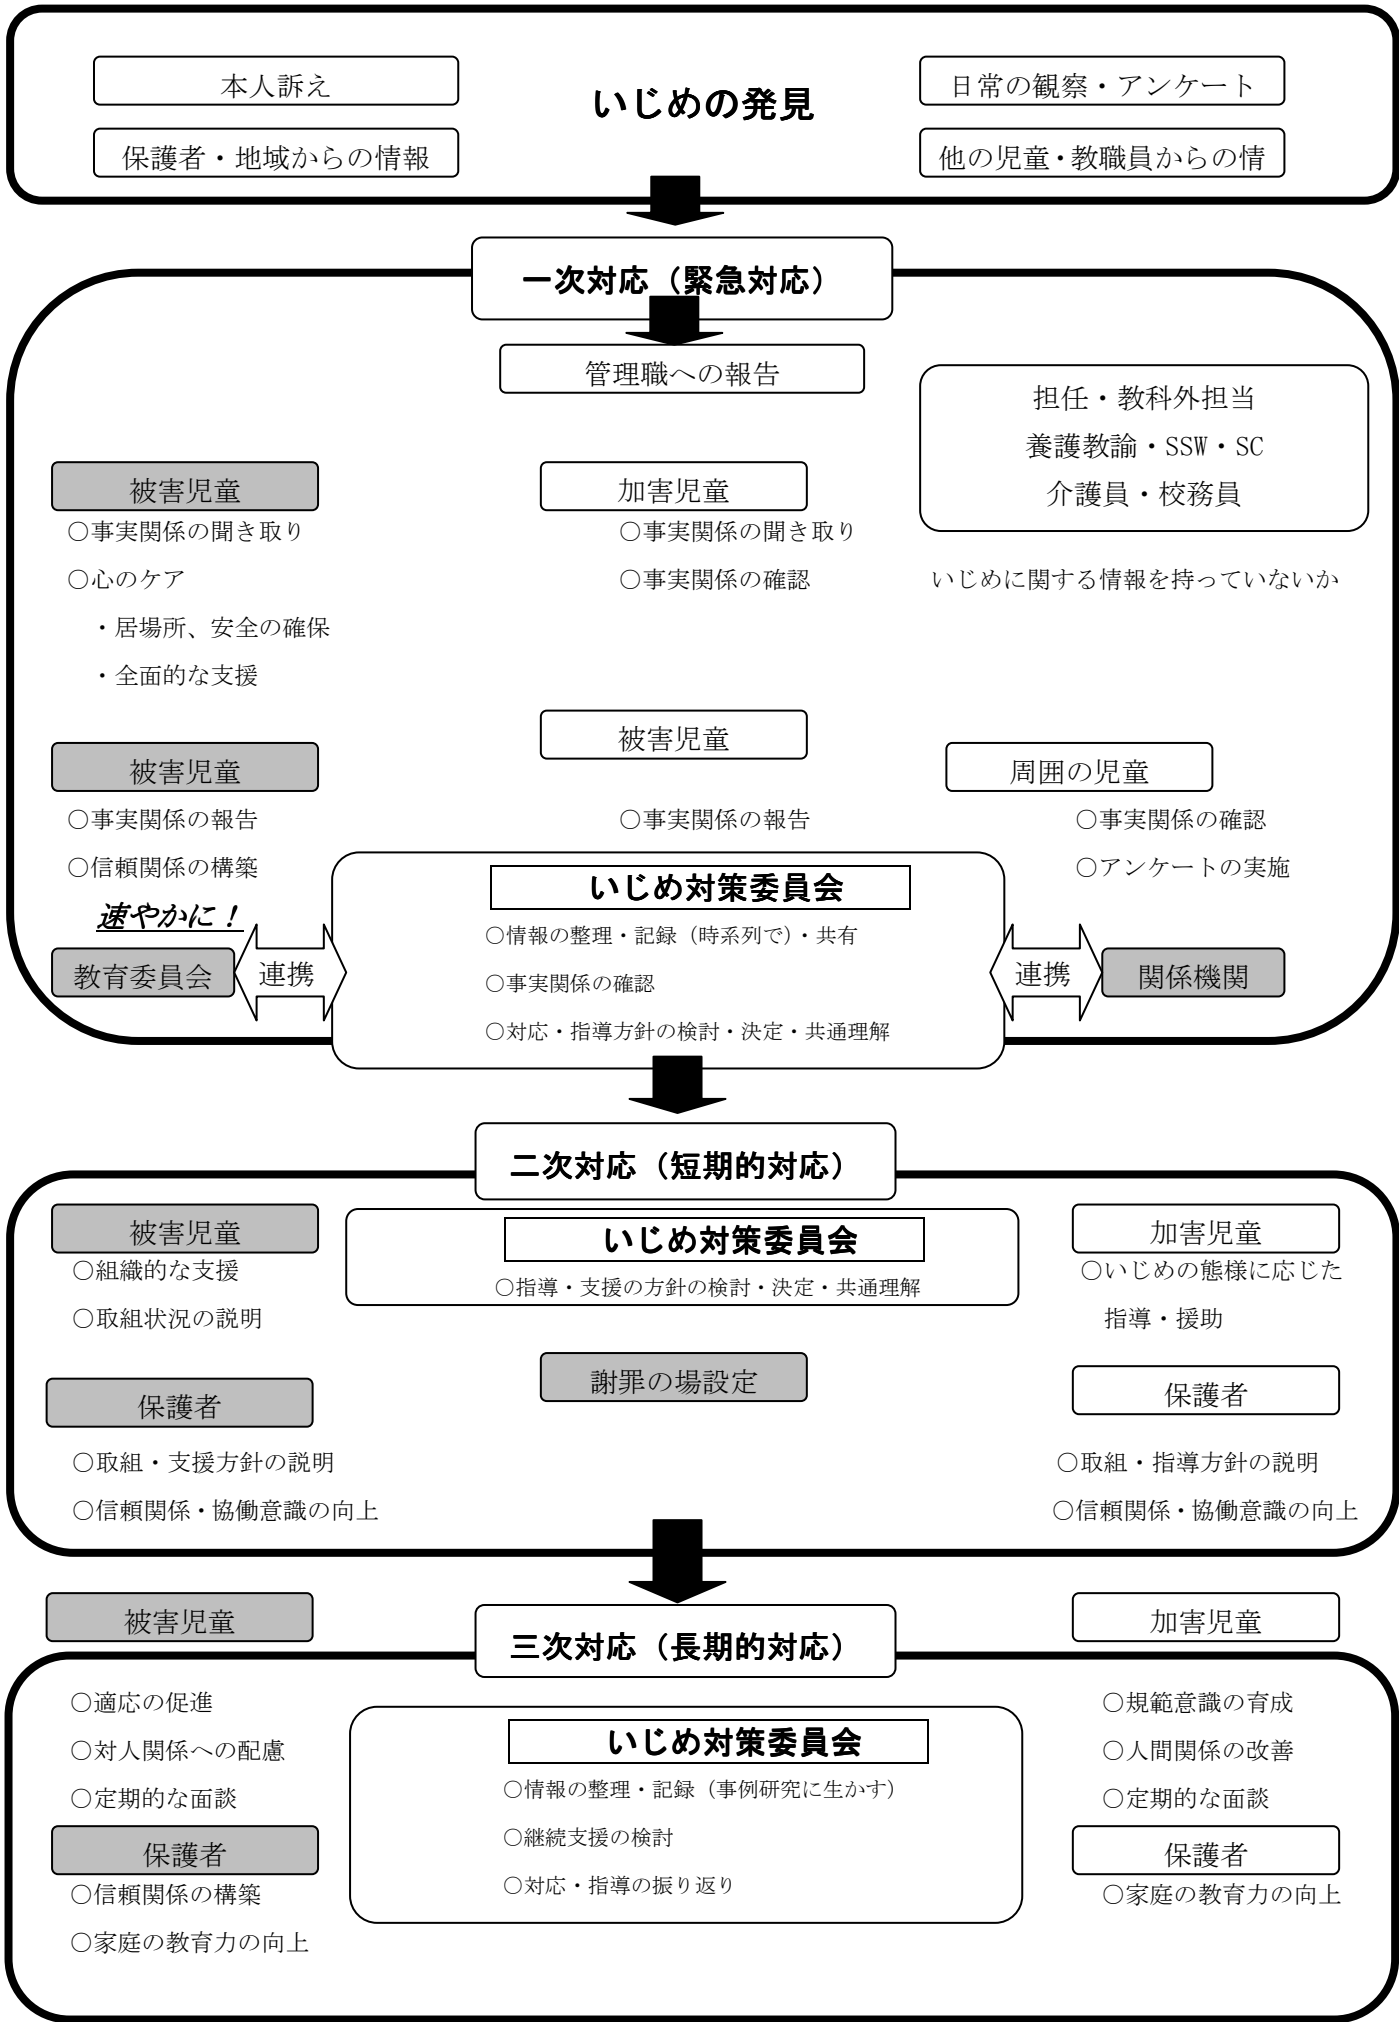 いじめの発見
本人訴え
日常の観察・アンケート
保護者・地域からの情報
他の児童・教職員からの情
一次対応（緊急対応）
管理職への報告
担任・教科外担当
養護教諭・SSW・SC
介護員・校務員
いじめに関する情報を持っていないか
被害児童
○事実関係の聞き取り
○心のケア
・居場所、安全の確保
・全面的な支援
加害児童
○事実関係の聞き取り
○事実関係の確認
被害児童
○事実関係の報告
○信頼関係の構築
被害児童
○事実関係の報告
周囲の児童
○事実関係の確認
○アンケートの実施
速やかに！
教育委員会
連携
いじめ対策委員会
○情報の整理・記録（時系列で）・共有
○事実関係の確認
○対応・指導方針の検討・決定・共通理解
連携
関係機関
二次対応（短期的対応）
被害児童
○組織的な支援
○取組状況の説明
いじめ対策委員会
○指導・支援の方針の検討・決定・共通理解
加害児童
○いじめの態様に応じた
指導・援助
謝罪の場設定
保護者
○取組・支援方針の説明
○信頼関係・協働意識の向上
保護者
○取組・指導方針の説明
○信頼関係・協働意識の向上
被害児童
三次対応（長期的対応）
加害児童
○適応の促進
○対人関係への配慮
○定期的な面談
いじめ対策委員会
○情報の整理・記録（事例研究に生かす）
○継続支援の検討
○対応・指導の振り返り
○規範意識の育成
○人間関係の改善
○定期的な面談
保護者
○信頼関係の構築
○家庭の教育力の向上
保護者
○家庭の教育力の向上